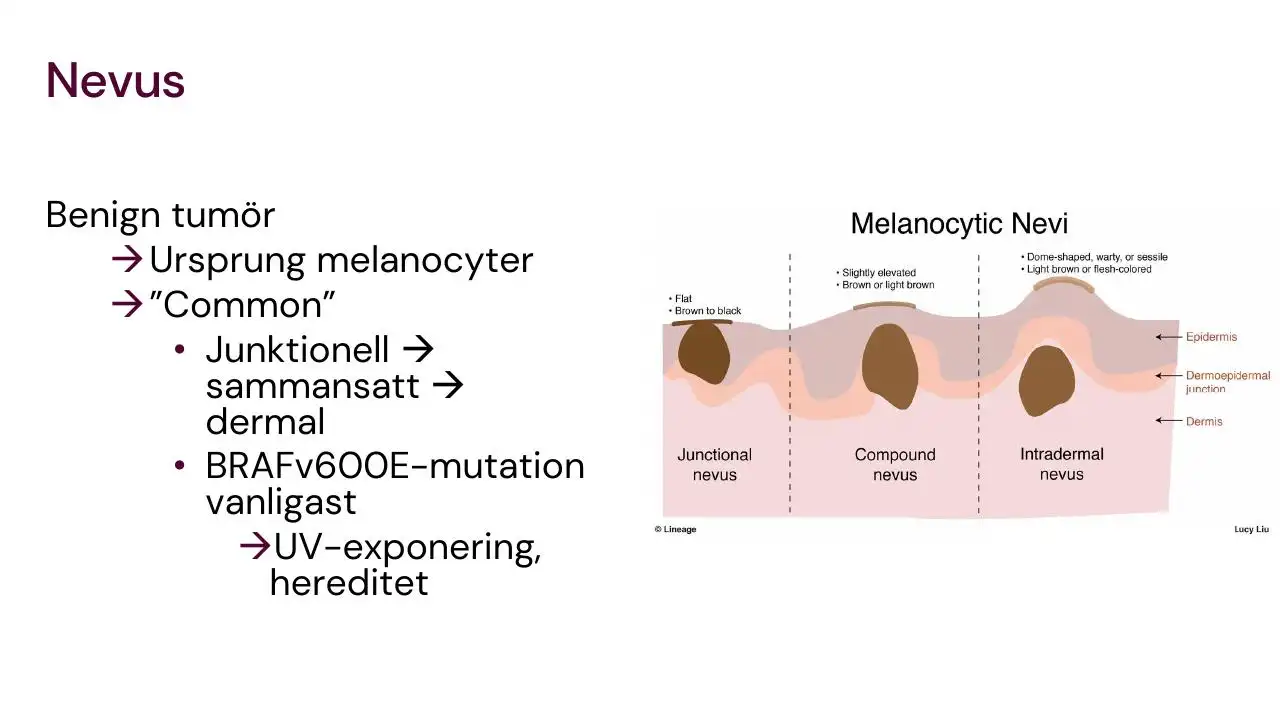 Nevus
Benign tumör
→ Ursprung melanocyter
→ ”Common”
• Junktionell →
sammansatt →
dermal
• BRAFv600E-mutation
vanligast
→ UV-exponering,
hereditet
Melanocytic Nevi
• Flat
• Brown to black
• Slightly elevated
• Brown or light brown
• Dome-shaped, warty, or sessile
• Light brown or flesh-colored
Epidermis
Dermoepidermal
junction
Dermis
Junctional
nevus
Compound
nevus
Intradermal
nevus
© Lineage
Lucy Liu